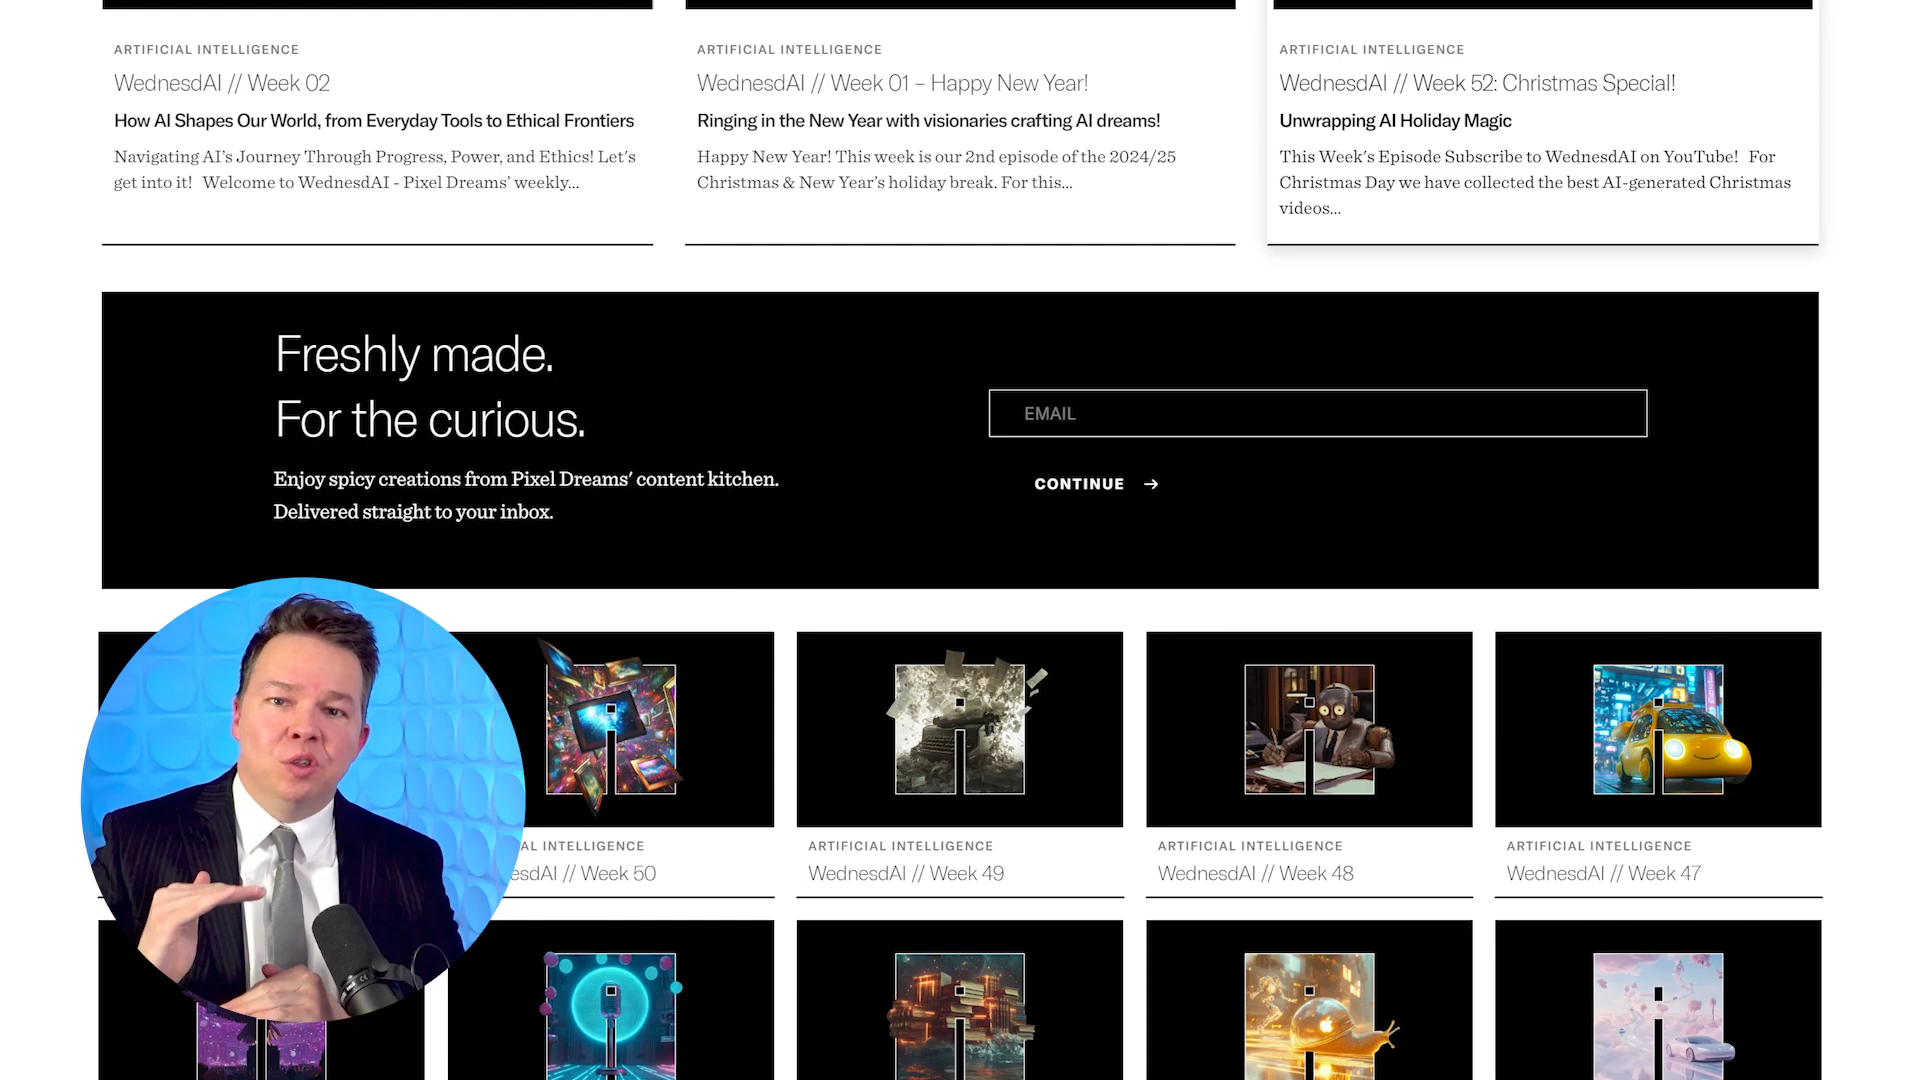 ARTIFICIAL INTELLIGENCE
WednesdAI // Week 02
How AI Shapes Our World, from Everyday Tools to Ethical Frontiers
Navigating AI’s Journey Through Progress, Power, and Ethics! Let’s
get into it! Welcome to WednesdAI - Pixel Dreams’ weekly...
ARTIFICIAL INTELLIGENCE
WednesdAI // Week 01 – Happy New Year!
Ringing in the New Year with visionaries crafting AI dreams!
Happy New Year! This week is our 2nd episode of the 2024/25
Christmas & New Year’s holiday break. For this...
ARTIFICIAL INTELLIGENCE
WednesdAI // Week 52: Christmas Special!
Unwrapping AI Holiday Magic
This Week's Episode Subscribe to WednesdAI on YouTube! For
Christmas Day we have collected the best AI-generated Christmas
videos...
Freshly made.
For the curious.
Enjoy spicy creations from Pixel Dreams’ content kitchen.
Delivered straight to your inbox.
EMAIL
CONTINUE →
AL INTELLIGENCE
esdAI // Week 50
ARTIFICIAL INTELLIGENCE
WednesdAI // Week 49
ARTIFICIAL INTELLIGENCE
WednesdAI // Week 48
ARTIFICIAL INTELLIGENCE
WednesdAI // Week 47